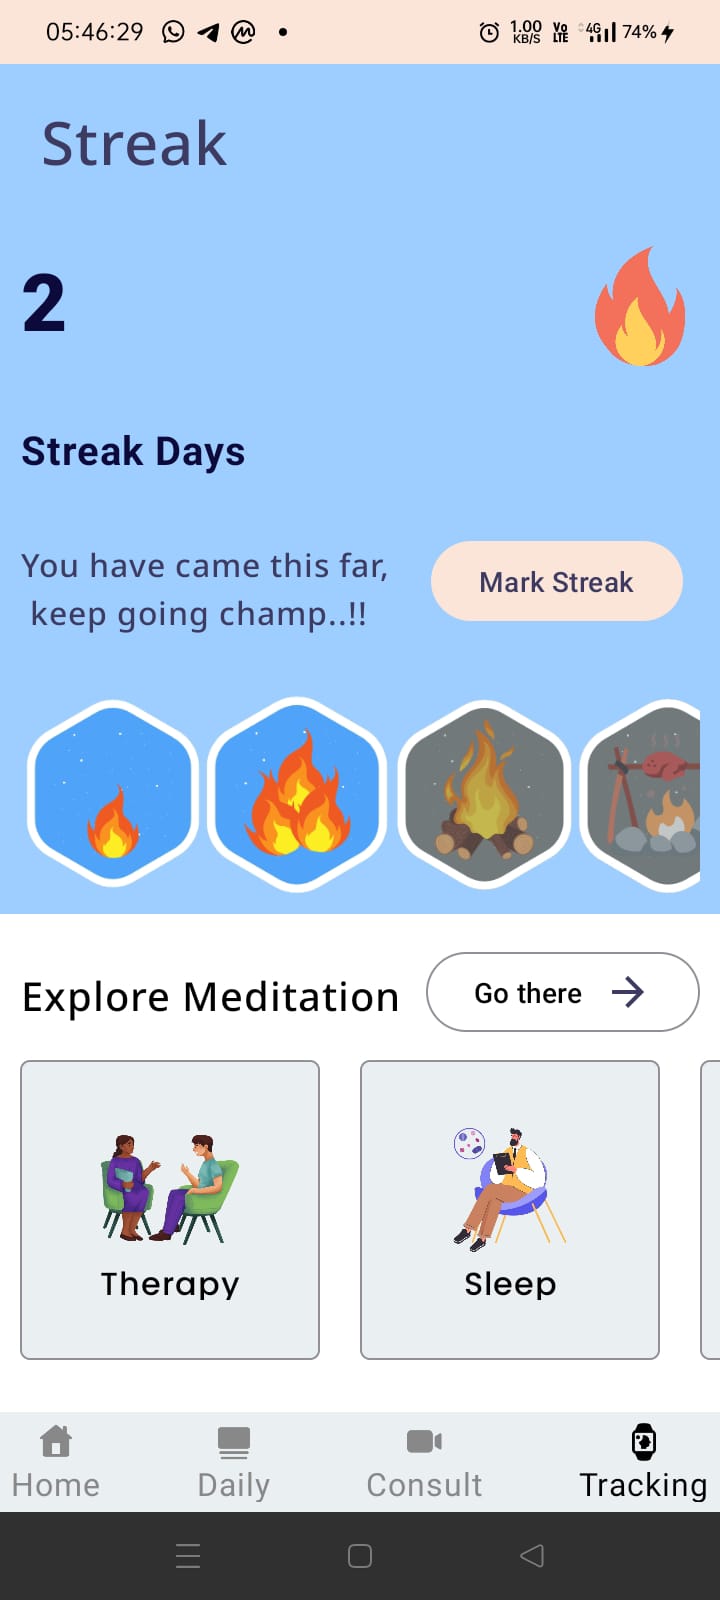 05:46:29
1.00 KB/S
Vo LTE
4G
74%
Streak
2
Streak Days
You have came this far,
keep going champ..!!
Mark Streak
Explore Meditation
Go there
Therapy
Sleep
Home
Daily
Consult
Tracking